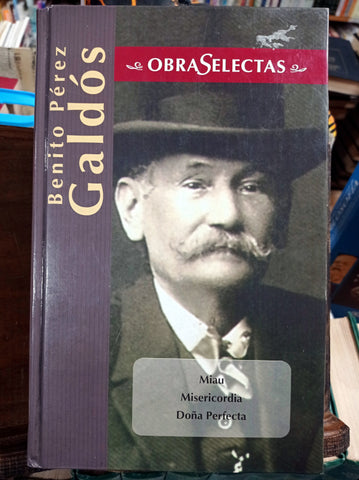 Benito Pérez
Galdós
OBRASELECTAS
Miau
Misericordia
Doña Perfecta